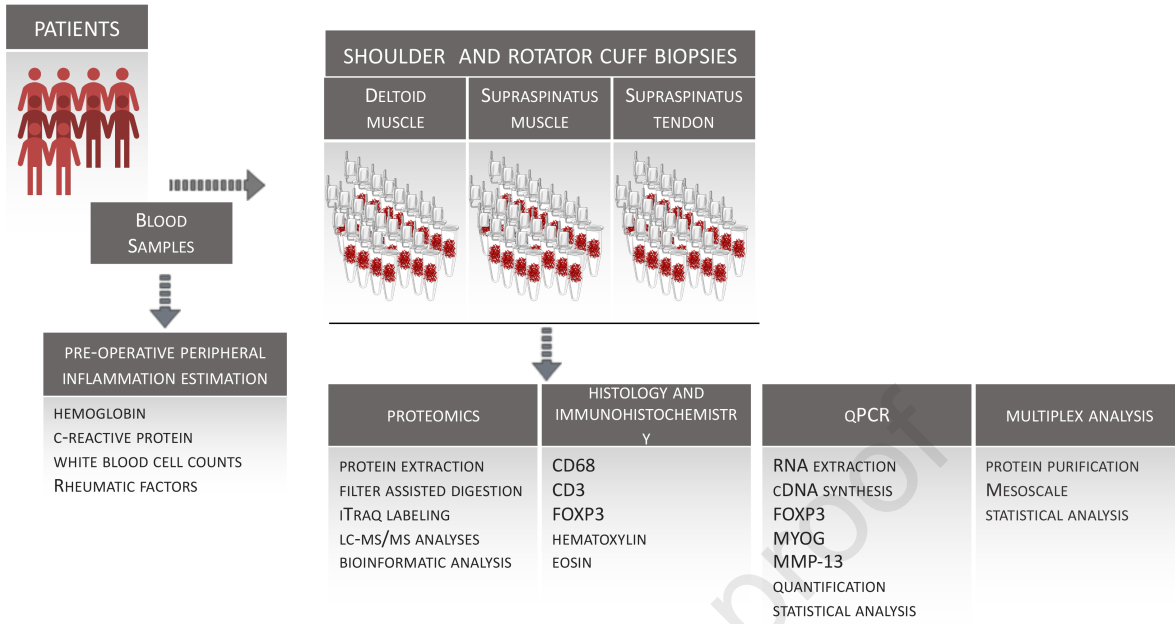 PATIENTS
SHOULDER AND ROTATOR CUFF BIOPSIES
DELTOID
MUSCLE
SUPRASPINATUS
MUSCLE
SUPRASPINATUS
TENDON
BLOOD
SAMPLES
PRE-OPERATIVE PERIPHERAL
INFLAMMATION ESTIMATION
HEMOGLOBIN
C-REACTIVE PROTEIN
WHITE BLOOD CELL COUNTS
RHEUMATIC FACTORS
PROTEOMICS
PROTEIN EXTRACTION
FILTER ASSISTED DIGESTION
ITRAQ LABELING
LC-MS/MS ANALYSES
BIOINFORMATIC ANALYSIS
HISTOLOGY AND
IMMUNOHISTOCHEMISTR
Y
CD68
CD3
FOXP3
HEMATOXYLIN
EOSIN
QPCR
RNA EXTRACTION
CDNA SYNTHESIS
FOXP3
MYOG
MMP-13
QUANTIFICATION
STATISTICAL ANALYSIS
MULTIPLEX ANALYSIS
PROTEIN PURIFICATION
MESOSCALE
STATISTICAL ANALYSIS
proof